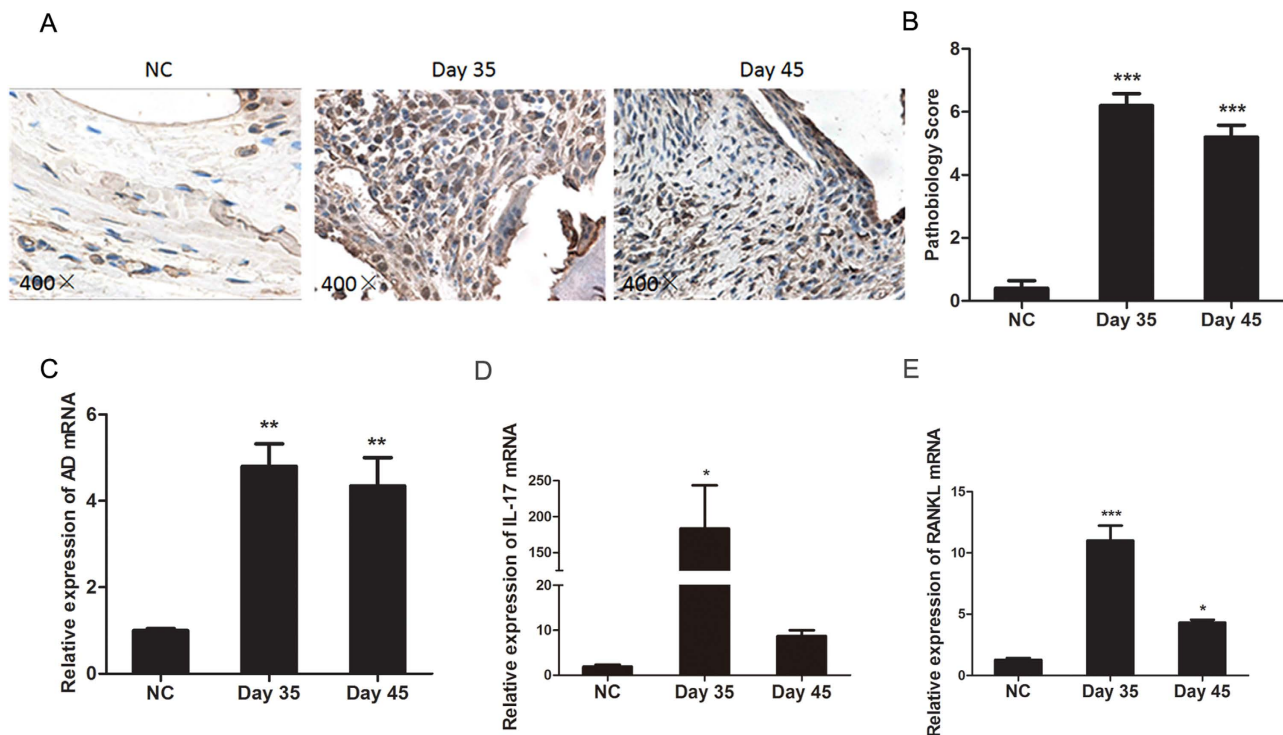 A
NC
Day 35
Day 45
400×
400×
400×
B
Pathobiology Score
8
6
4
2
0
***
***
NC
Day 35
Day 45
C
Relative expression of AD mRNA
6
4
2
0
**
**
NC
Day 35
Day 45
D
Relative expression of IL-17 mRNA
250
200
150
20
10
0
*
NC
Day 35
Day 45
E
Relative expression of RANKL mRNA
15
10
5
0
***
*
NC
Day 35
Day 45